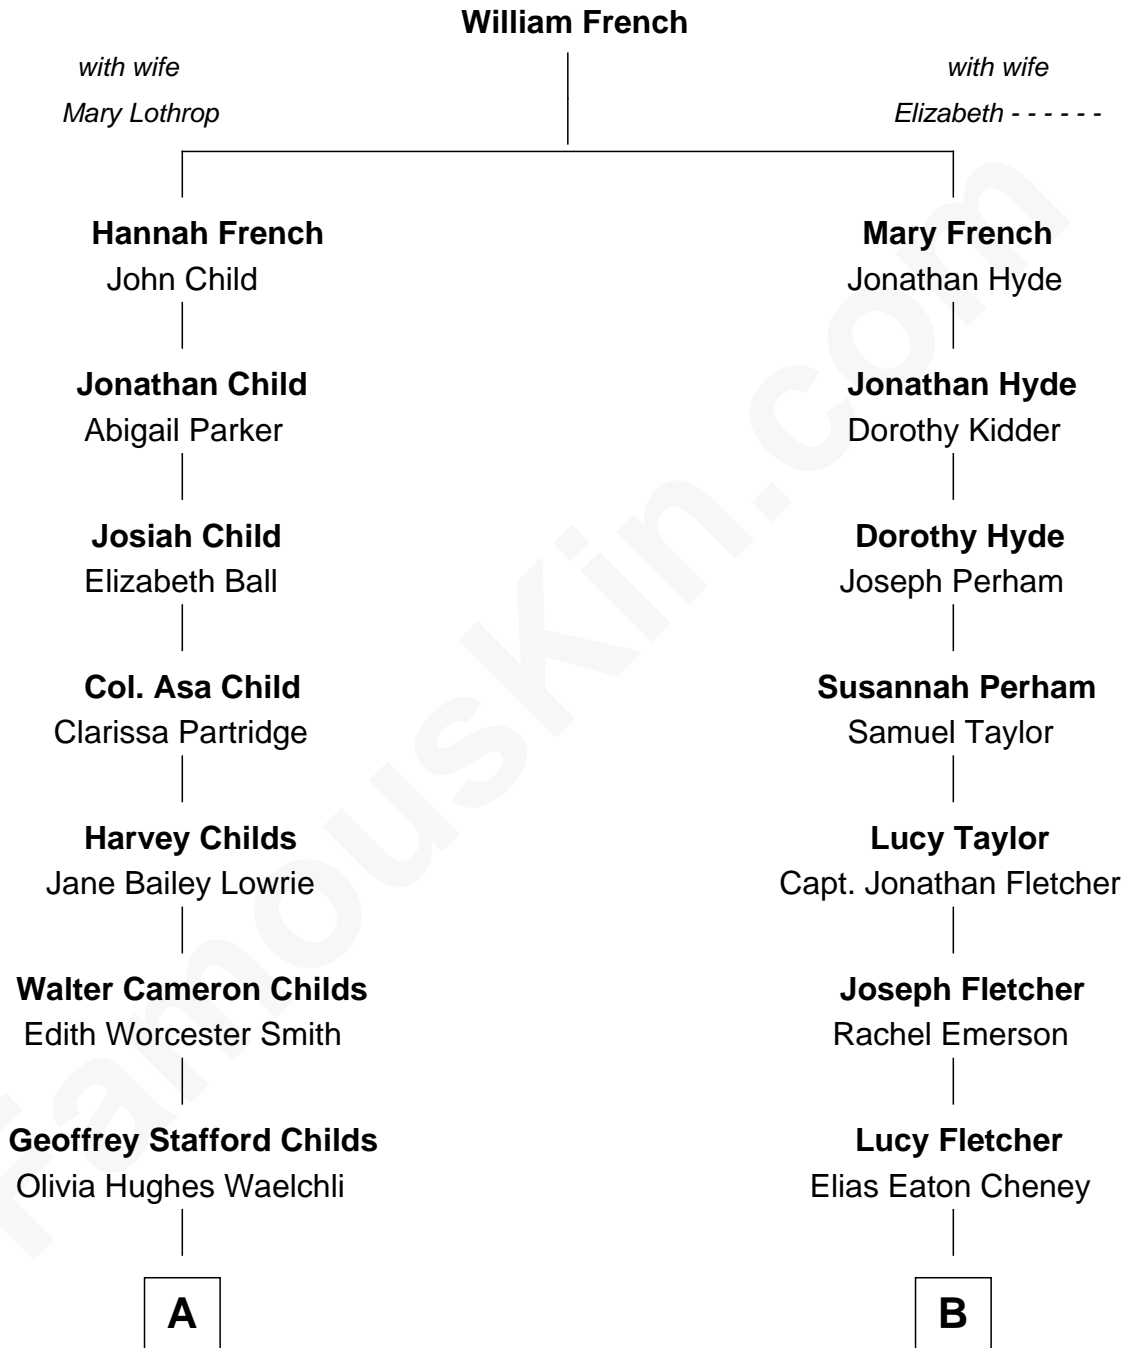 William French
with wife
Mary Lothrop
with wife
Elizabeth - - - - - -
Hannah French
John Child
Mary French
Jonathan Hyde
Jonathan Child
Abigail Parker
Jonathan Hyde
Dorothy Kidder
Josiah Child
Elizabeth Ball
Dorothy Hyde
Joseph Perham
Col. Asa Child
Clarissa Partridge
Susannah Perham
Samuel Taylor
Harvey Childs
Jane Bailey Lowrie
Lucy Taylor
Capt. Jonathan Fletcher
Walter Cameron Childs
Edith Worcester Smith
Joseph Fletcher
Rachel Emerson
Geoffrey Stafford Childs
Olivia Hughes Waelchli
Lucy Fletcher
Elias Eaton Cheney
A
B
FamousKin.com